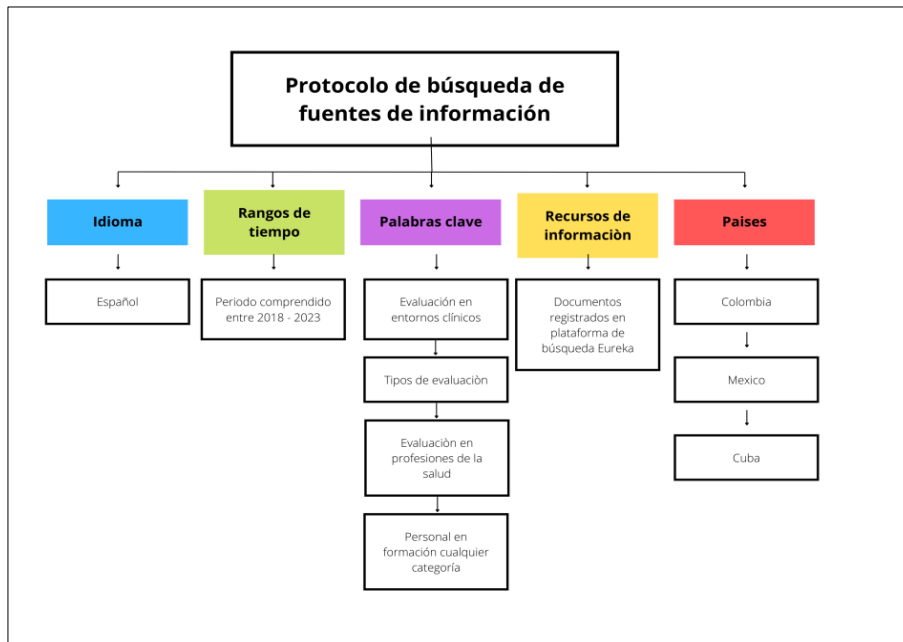 Protocolo de búsqueda de
fuentes de información
Idioma
Rangos de
tiempo
Palabras clave
Recursos de
informaciòn
Paises
Español
Periodo comprendido
entre 2018 - 2023
Evaluación en
entornos clínicos
Documentos
registrados en
plataforma de
búsqueda Eureka
Colombia
Tipos de evaluaciòn
Mexico
Evaluaciòn en
profesiones de la
salud
Cuba
Personal en
formación cualquier
categoría